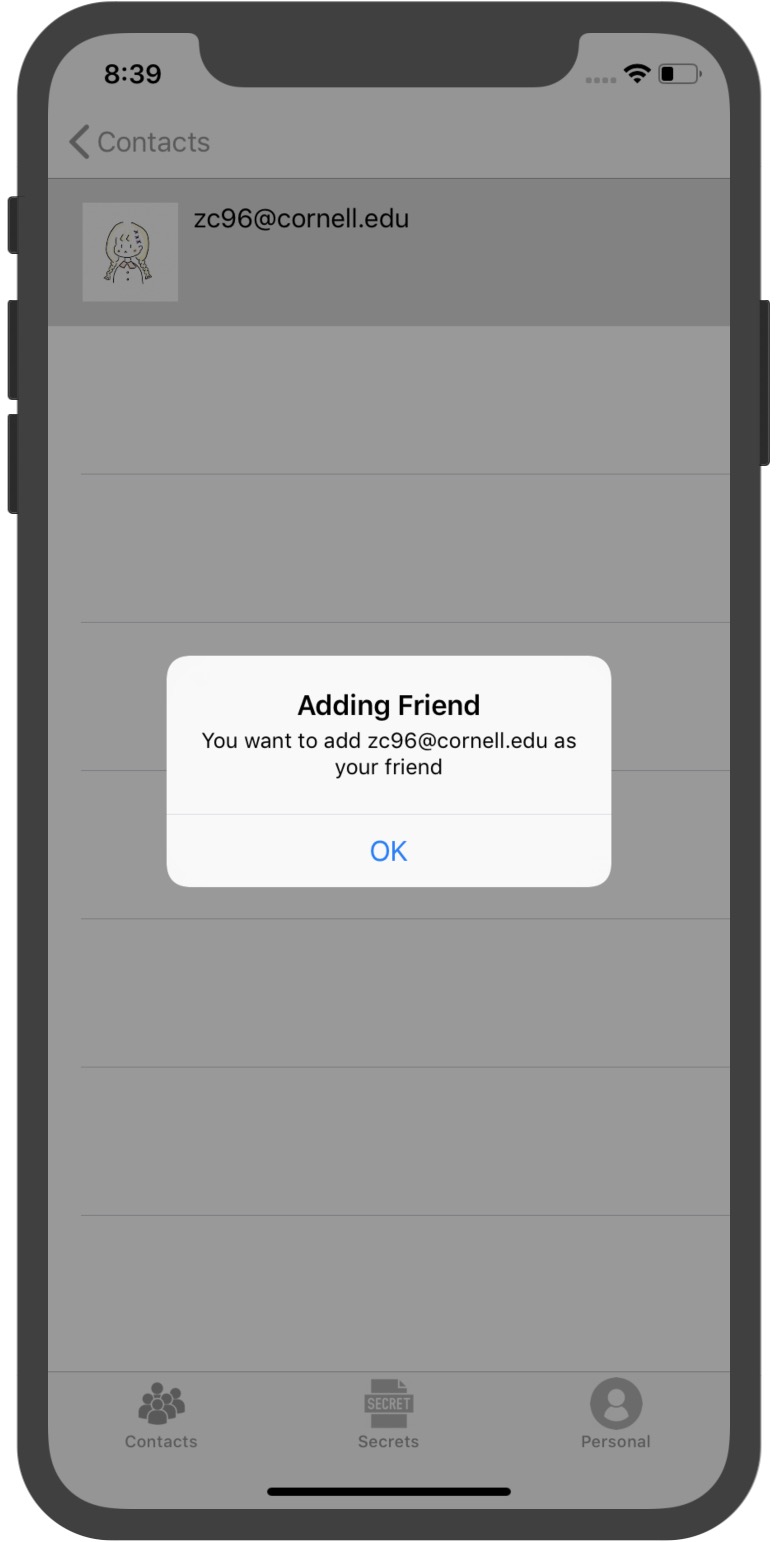 8:39
Contacts
zc96@cornell.edu
Adding Friend
You want to add zc96@cornell.edu as
your friend
OK
SECRET
Contacts
Secrets
Personal